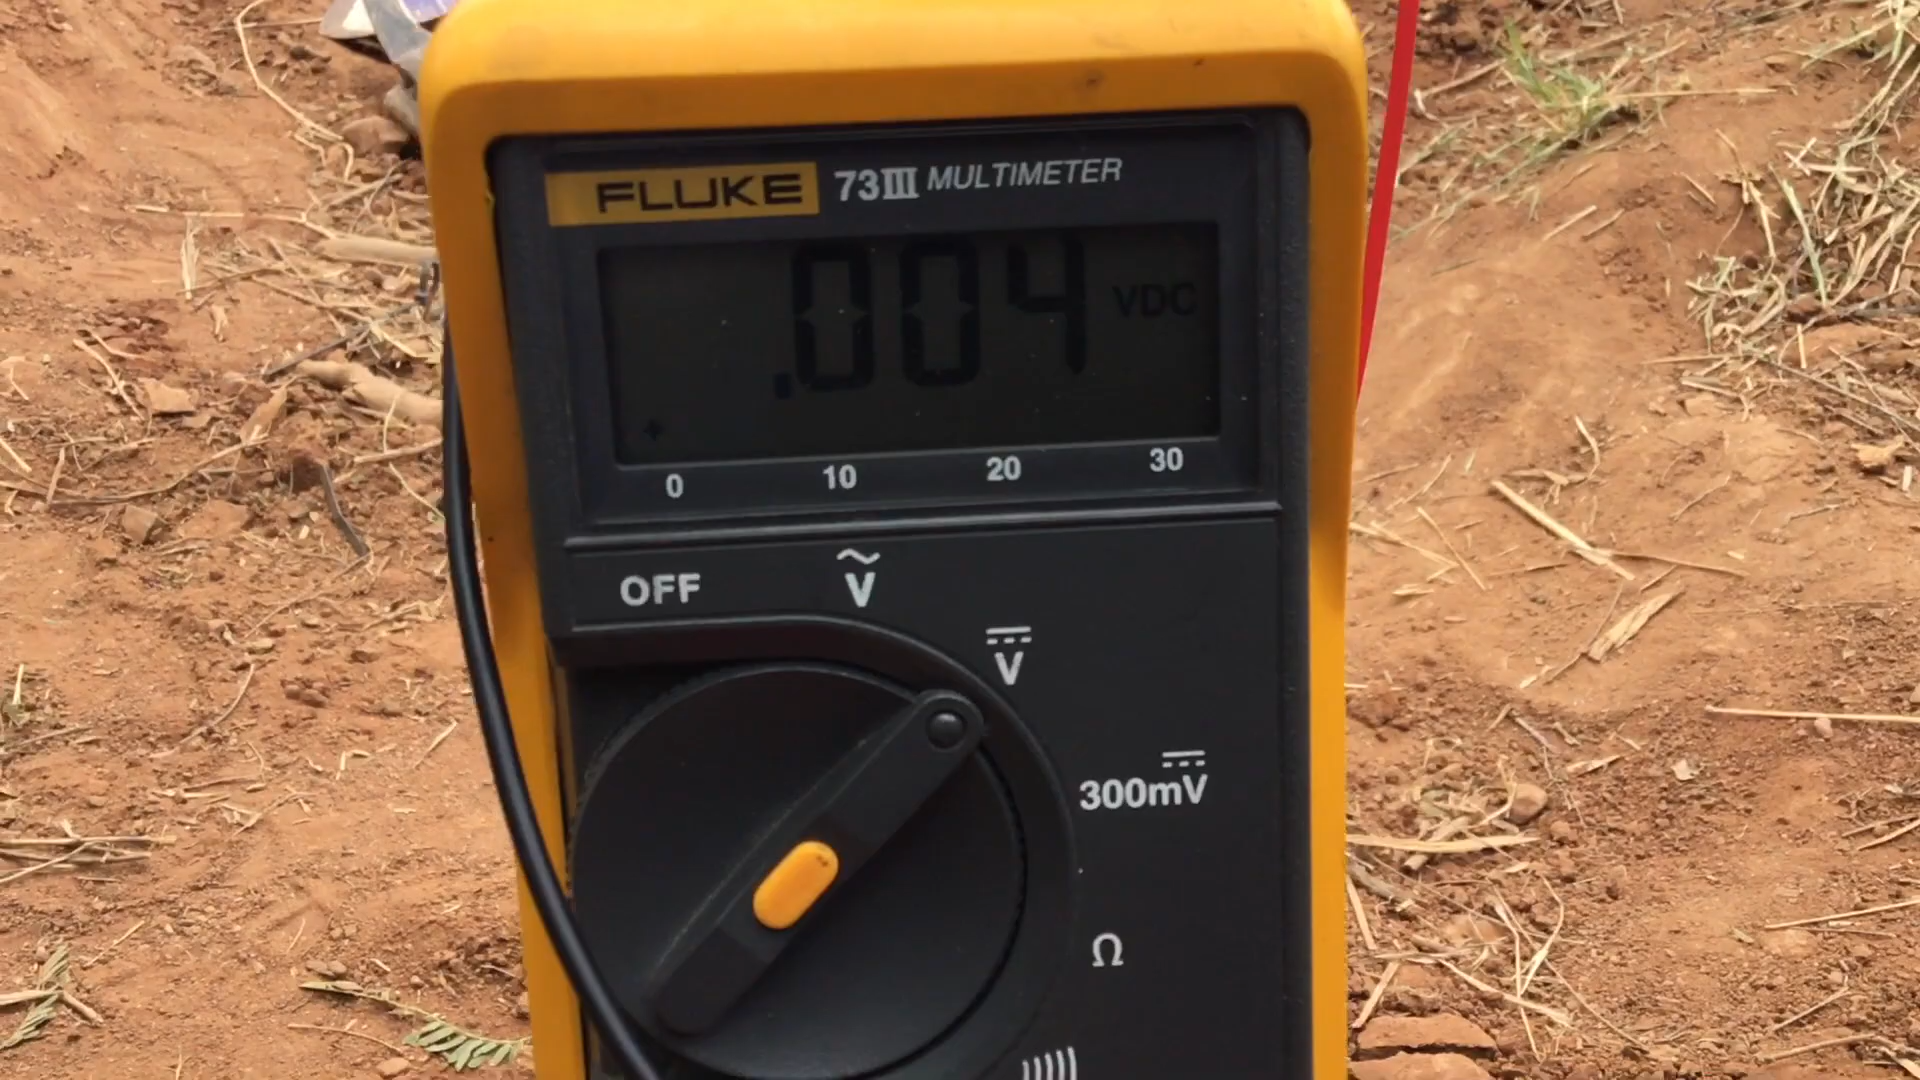 FLUKE 73III MULTIMETER
.004 VDC
0 10 20 30
OFF V
V
300mV
Ω